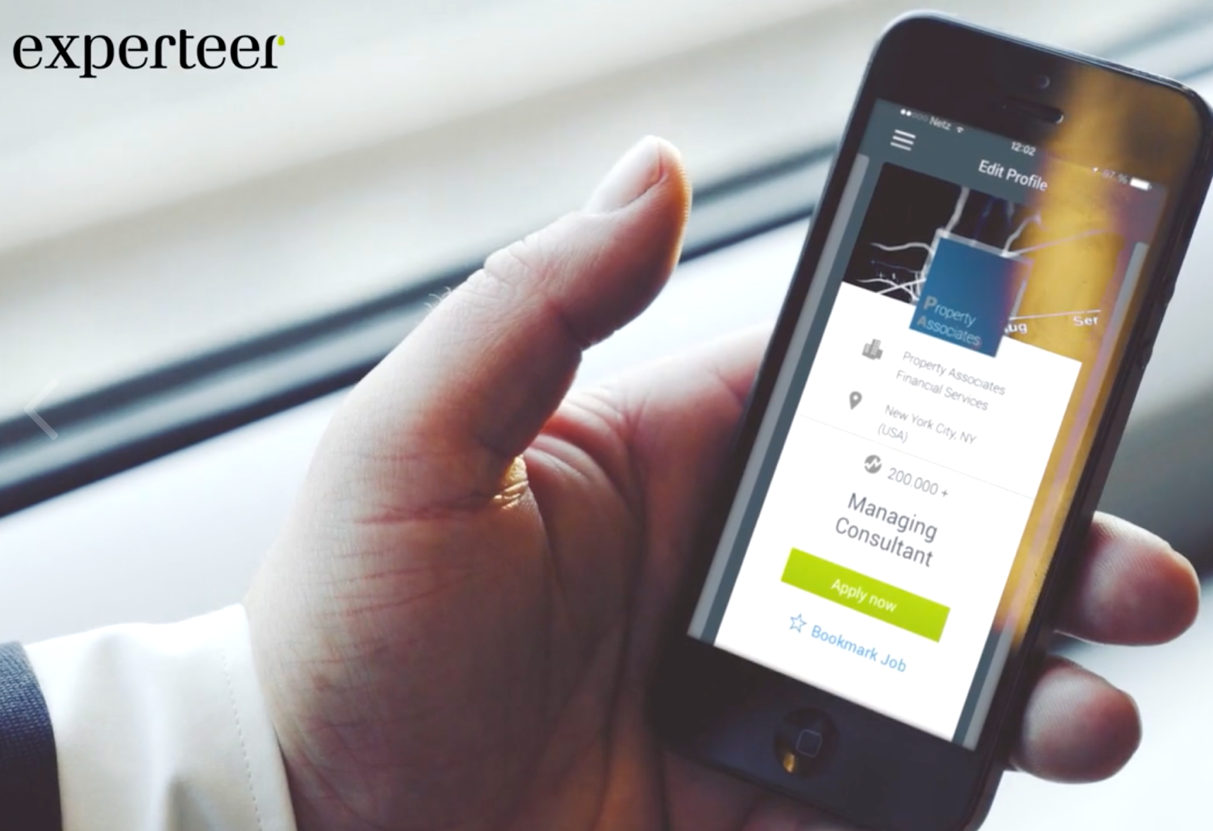 experteer
Netz
12:02
97 %
Edit Profile
Property
Associates
Aug
Ser
Property Associates
Financial Services
New York City, NY
(USA)
200.000 +
Managing
Consultant
Apply now
Bookmark Job